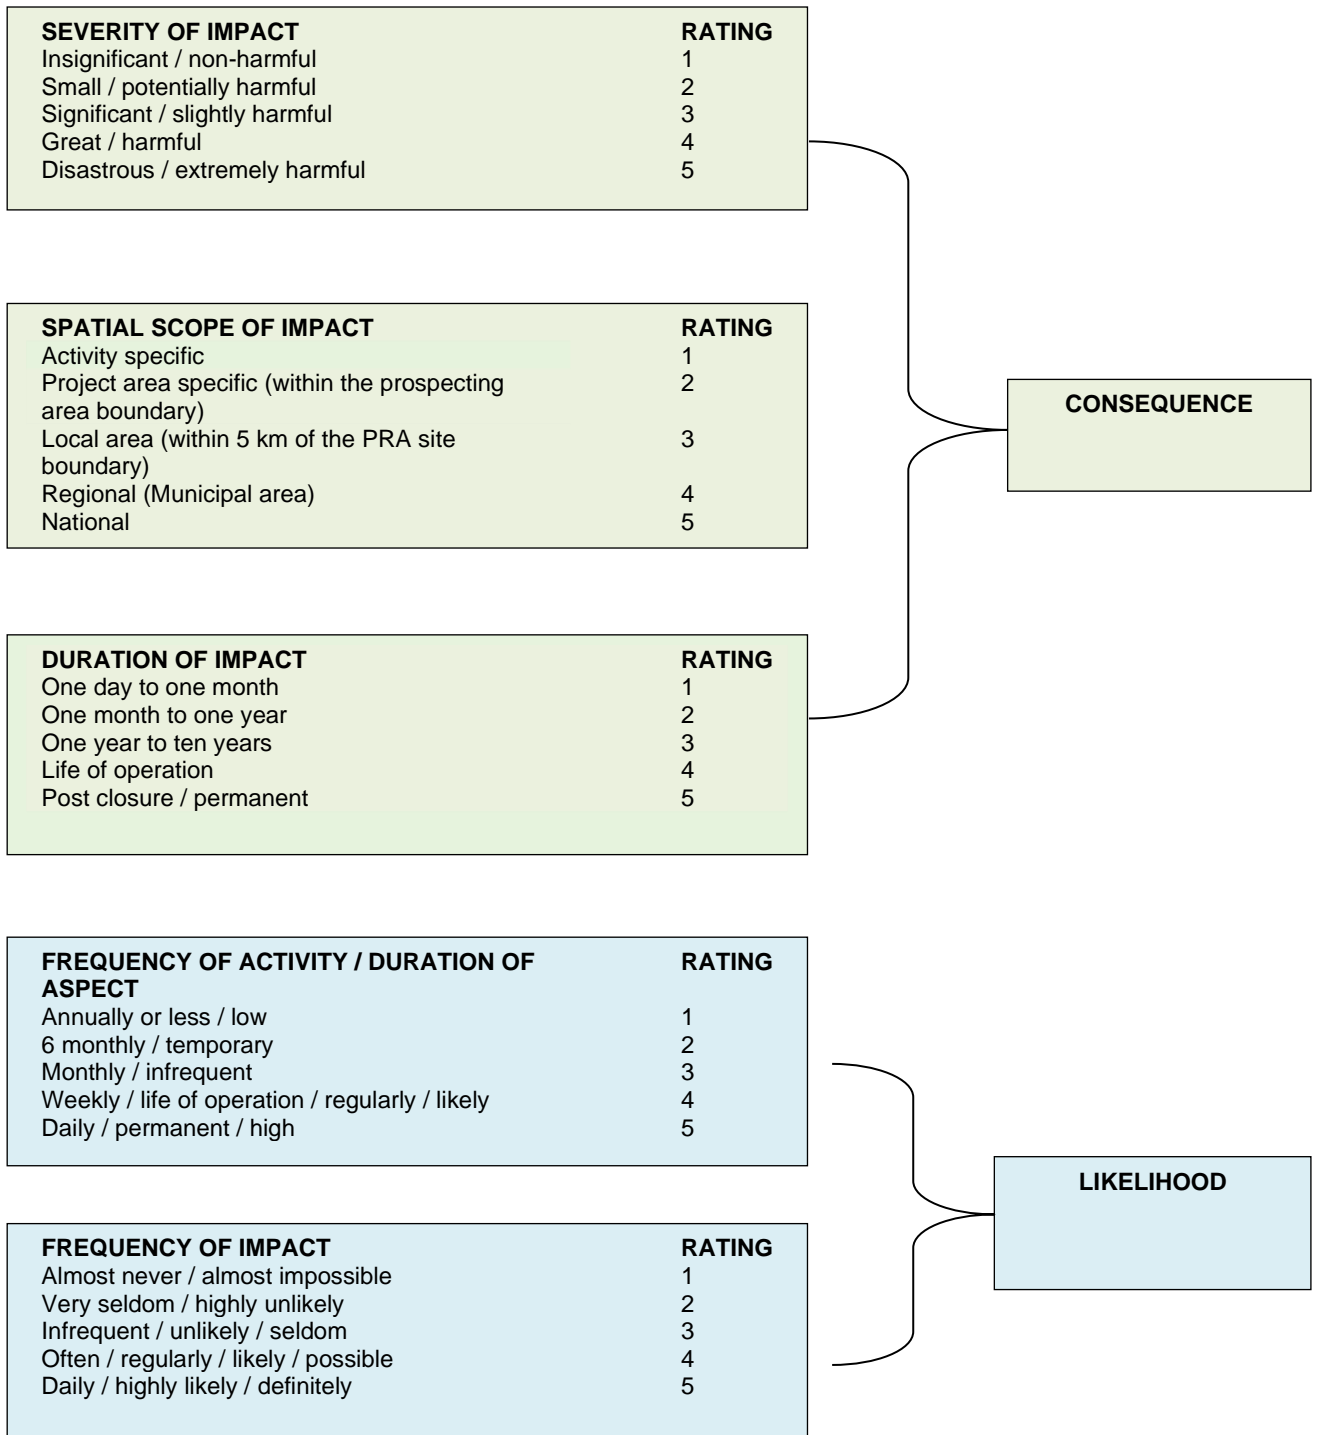 SEVERITY OF IMPACT RATING
Insignificant / non-harmful 1
Small / potentially harmful 2
Significant / slightly harmful 3
Great / harmful 4
Disastrous / extremely harmful 5
SPATIAL SCOPE OF IMPACT RATING
Activity specific 1
Project area specific (within the prospecting 2
area boundary)
Local area (within 5 km of the PRA site 3
boundary)
Regional (Municipal area) 4
National 5
CONSEQUENCE
DURATION OF IMPACT RATING
One day to one month 1
One month to one year 2
One year to ten years 3
Life of operation 4
Post closure / permanent 5
FREQUENCY OF ACTIVITY / DURATION OF RATING
ASPECT
Annually or less / low 1
6 monthly / temporary 2
Monthly / infrequent 3
Weekly / life of operation / regularly / likely 4
Daily / permanent / high 5
LIKELIHOOD
FREQUENCY OF IMPACT RATING
Almost never / almost impossible 1
Very seldom / highly unlikely 2
Infrequent / unlikely / seldom 3
Often / regularly / likely / possible 4
Daily / highly likely / definitely 5